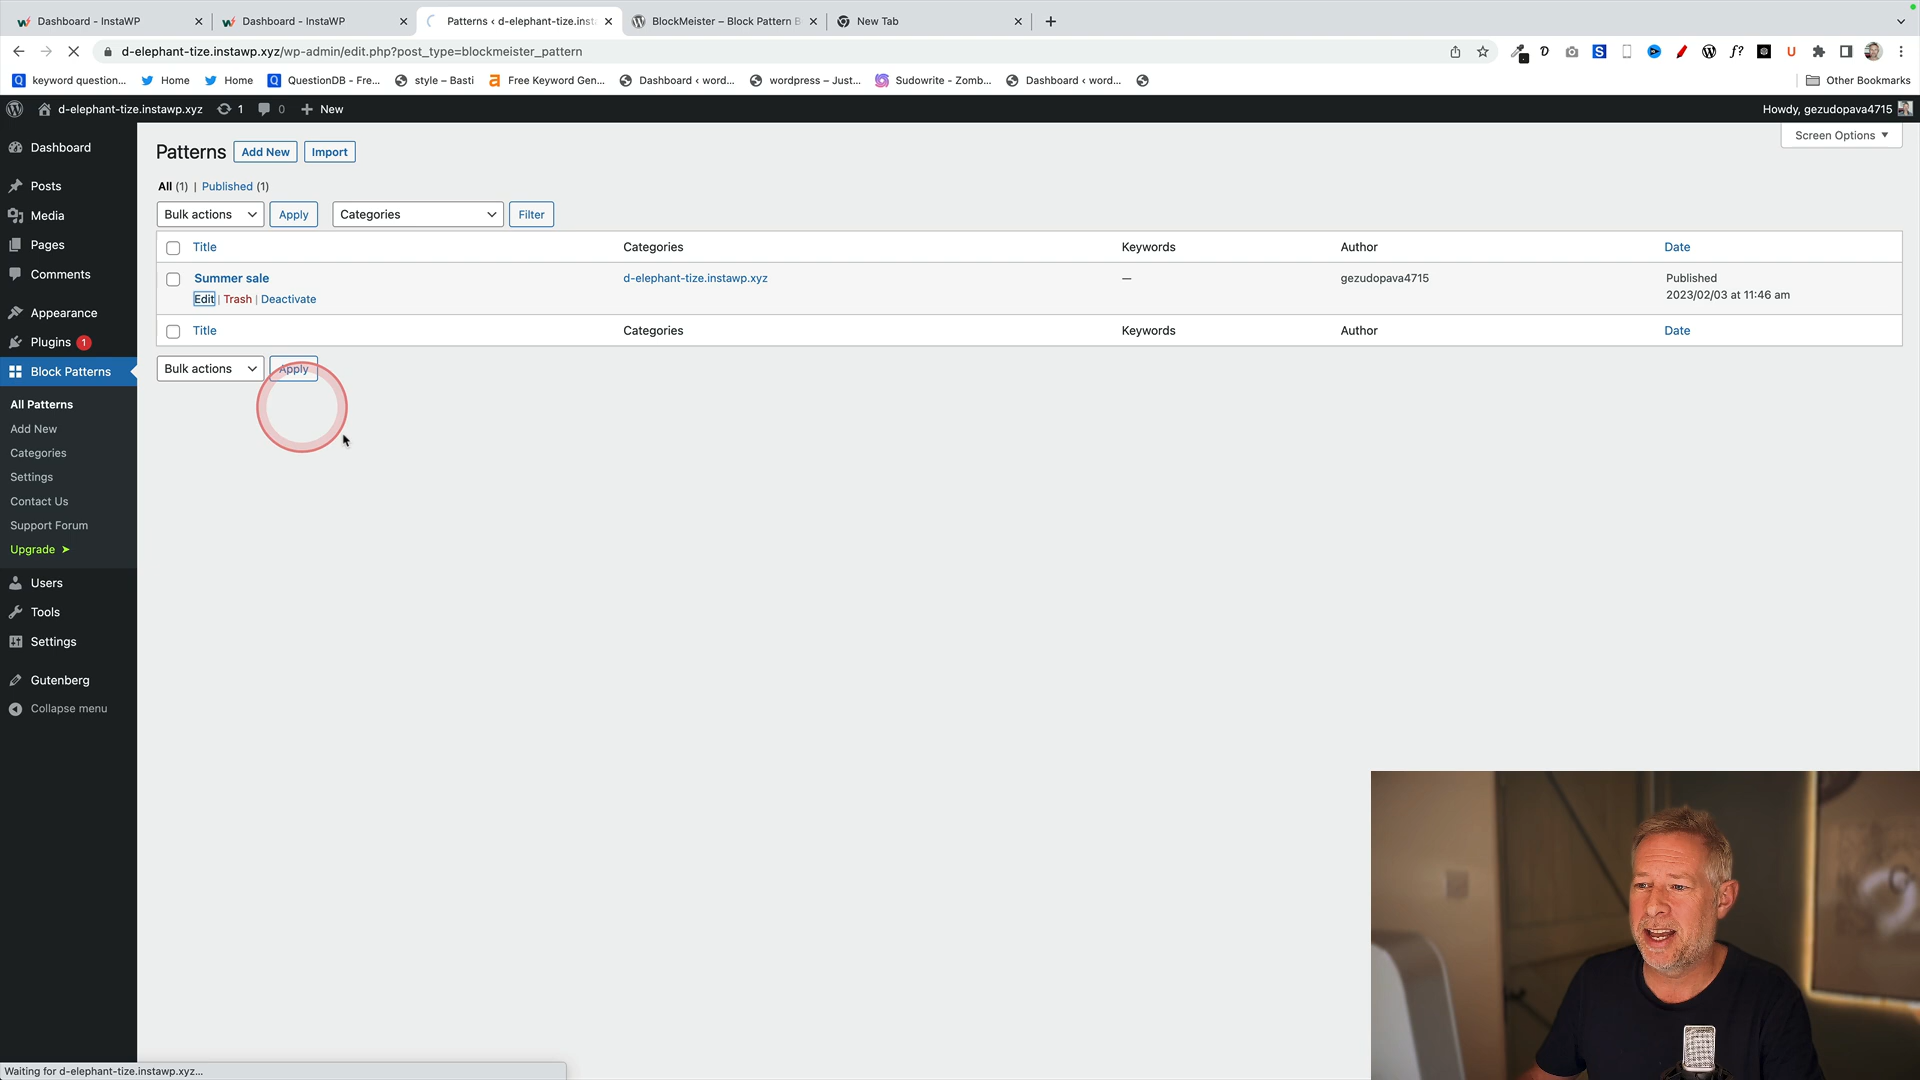 Dashboard - InstaWP
Dashboard - InstaWP
Patterns ‹ d-elephant-tize.insta
BlockMeister – Block Pattern B
New Tab
d-elephant-tize.instawp.xyz/wp-admin/edit.php?post_type=blockmeister_pattern
keyword question...
Home
Home
QuestionDB - Fre...
style – Basti
Free Keyword Gen...
Dashboard ‹ word...
wordpress – Just...
Sudowrite - Zomb...
Dashboard ‹ word...
Other Bookmarks
d-elephant-tize.instawp.xyz 1 0 New
Howdy, gezudopava4715
Screen Options
Dashboard
Posts
Media
Pages
Comments
Appearance
Plugins 1
Block Patterns
All Patterns
Add New
Categories
Settings
Contact Us
Support Forum
Upgrade ➤
Users
Tools
Settings
Gutenberg
Collapse menu
Patterns Add New Import
All (1) | Published (1)
Bulk actions Apply Categories Filter
Title Categories Keywords Author Date
Summer sale d-elephant-tize.instawp.xyz — gezudopava4715 Published
Edit | Trash | Deactivate 2023/02/03 at 11:46 am
Title Categories Keywords Author Date
Bulk actions Apply
Waiting for d-elephant-tize.instawp.xyz...